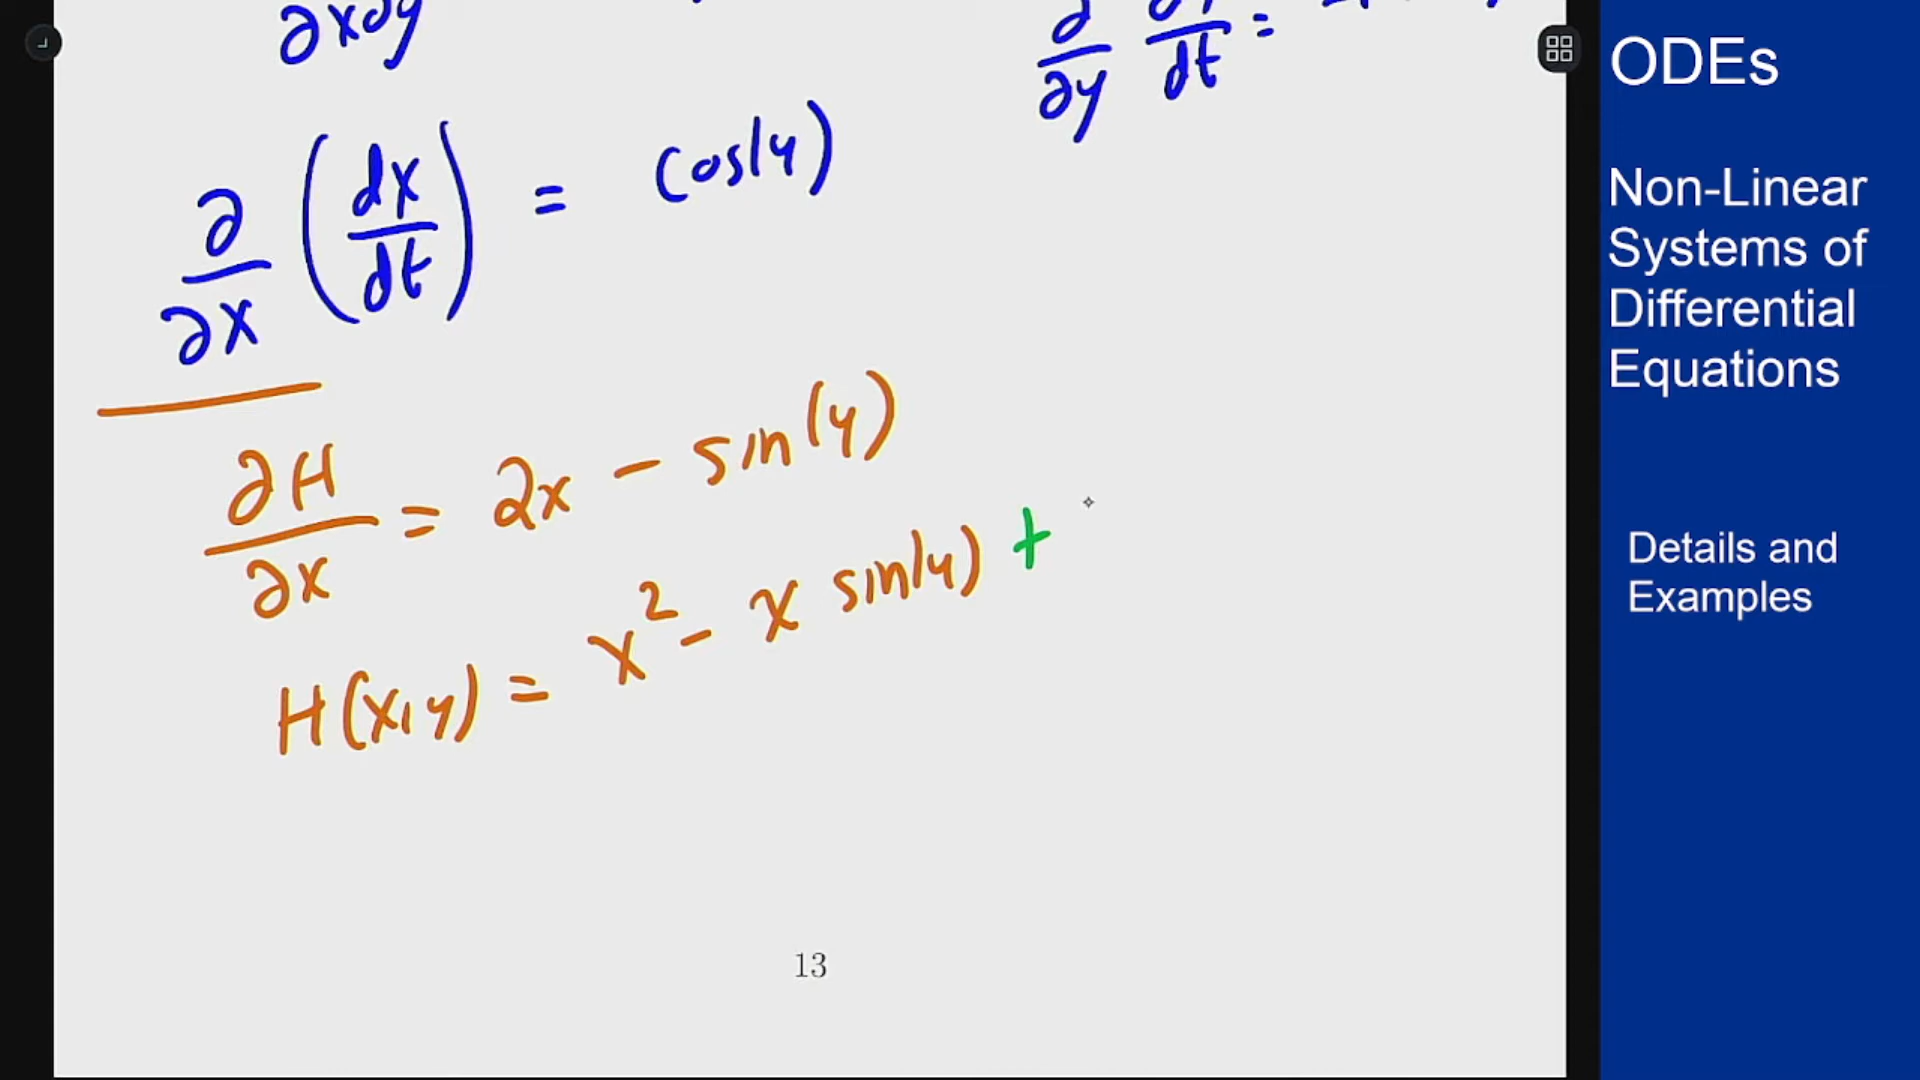 ∂x∂y
∂/∂y d/dt =
∂/∂x (dx/dt) = cos(y)
∂H/∂x = 2x - sin(y)
H(x,y) = x² - x sin(y) +
13
ODEs
Non-Linear
Systems of
Differential
Equations
Details and
Examples